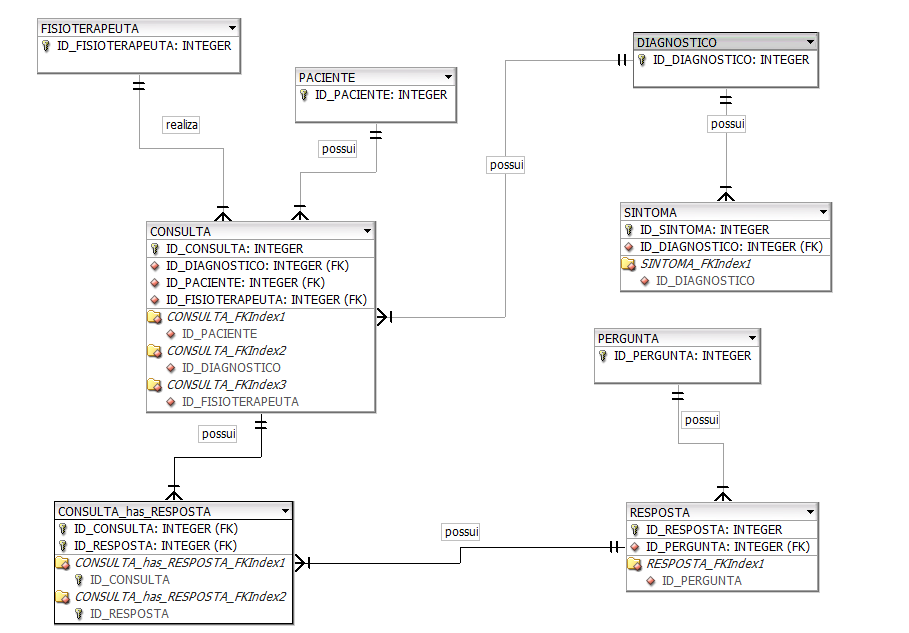 FISIOTERAPEUTA
ID_FISIOTERAPEUTA: INTEGER
realiza
PACIENTE
ID_PACIENTE: INTEGER
possui
DIAGNOSTICO
ID_DIAGNOSTICO: INTEGER
possui
possui
SINTOMA
ID_SINTOMA: INTEGER
ID_DIAGNOSTICO: INTEGER (FK)
SINTOMA_FKIndex1
ID_DIAGNOSTICO
CONSULTA
ID_CONSULTA: INTEGER
ID_DIAGNOSTICO: INTEGER (FK)
ID_PACIENTE: INTEGER (FK)
ID_FISIOTERAPEUTA: INTEGER (FK)
CONSULTA_FKIndex1
ID_PACIENTE
CONSULTA_FKIndex2
ID_DIAGNOSTICO
CONSULTA_FKIndex3
ID_FISIOTERAPEUTA
possui
PERGUNTA
ID_PERGUNTA: INTEGER
possui
CONSULTA_has_RESPOSTA
ID_CONSULTA: INTEGER (FK)
ID_RESPOSTA: INTEGER (FK)
CONSULTA_has_RESPOSTA_FKIndex1
ID_CONSULTA
CONSULTA_has_RESPOSTA_FKIndex2
ID_RESPOSTA
possui
RESPOSTA
ID_RESPOSTA: INTEGER
ID_PERGUNTA: INTEGER (FK)
RESPOSTA_FKIndex1
ID_PERGUNTA